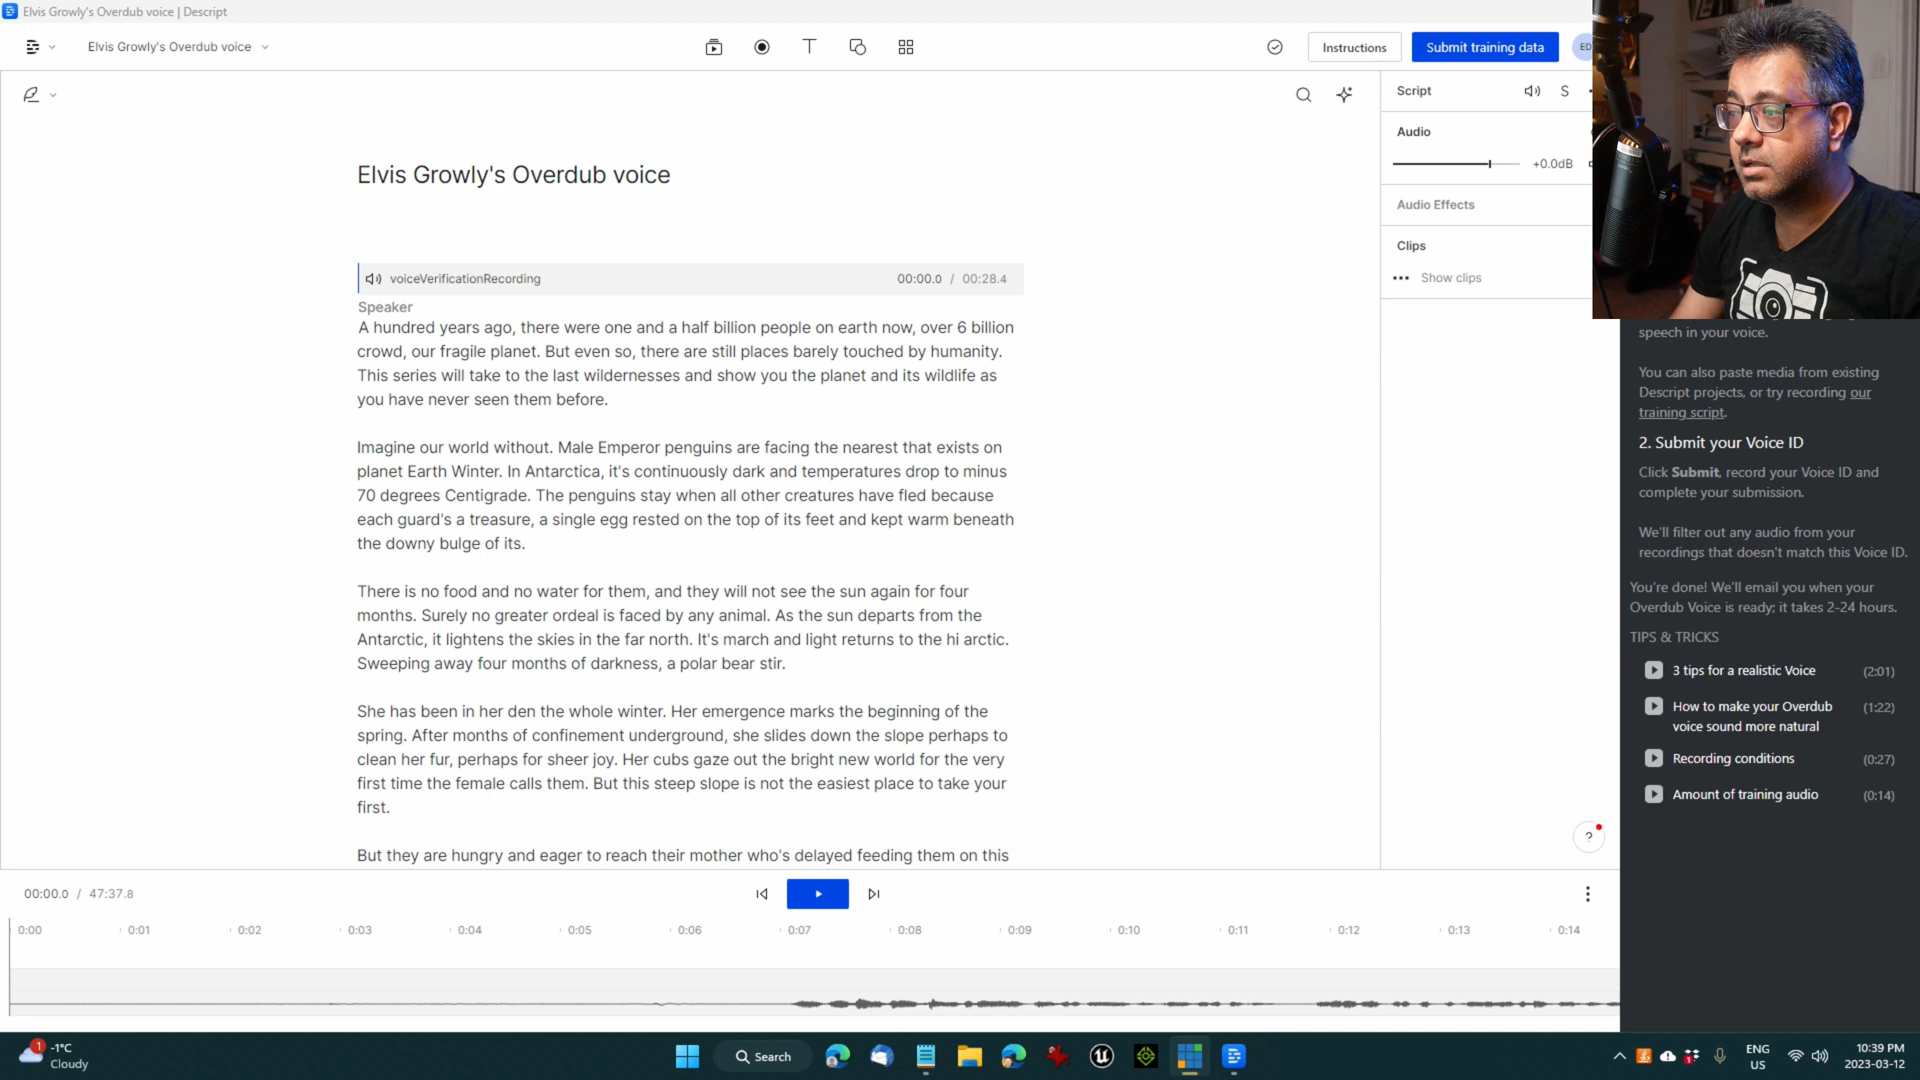 Elvis Growly's Overdub voice | Descript
Elvis Growly's Overdub voice
Instructions
Submit training data
ED
Script
S
Audio
+0.0dB
Audio Effects
Clips
Show clips
Elvis Growly's Overdub voice
voiceVerificationRecording
00:00.0 / 00:28.4
Speaker
A hundred years ago, there were one and a half billion people on earth now, over 6 billion
crowd, our fragile planet. But even so, there are still places barely touched by humanity.
This series will take to the last wildernesses and show you the planet and its wildlife as
you have never seen them before.
Imagine our world without. Male Emperor penguins are facing the nearest that exists on
planet Earth Winter. In Antarctica, it's continuously dark and temperatures drop to minus
70 degrees Centigrade. The penguins stay when all other creatures have fled because
each guard's a treasure, a single egg rested on the top of its feet and kept warm beneath
the downy bulge of its.
There is no food and no water for them, and they will not see the sun again for four
months. Surely no greater ordeal is faced by any animal. As the sun departs from the
Antarctic, it lightens the skies in the far north. It's march and light returns to the hi arctic.
Sweeping away four months of darkness, a polar bear stir.
She has been in her den the whole winter. Her emergence marks the beginning of the
spring. After months of confinement underground, she slides down the slope perhaps to
clean her fur, perhaps for sheer joy. Her cubs gaze out the bright new world for the very
first time the female calls them. But this steep slope is not the easiest place to take your
first.
But they are hungry and eager to reach their mother who's delayed feeding them on this
speech in your voice.
You can also paste media from existing
Descript projects, or try recording our
training script.
2. Submit your Voice ID
Click Submit, record your Voice ID and
complete your submission.
We'll filter out any audio from your
recordings that doesn't match this Voice ID.
You're done! We'll email you when your
Overdub Voice is ready; it takes 2-24 hours.
TIPS & TRICKS
3 tips for a realistic Voice (2:01)
How to make your Overdub (1:22)
voice sound more natural
Recording conditions (0:27)
Amount of training audio (0:14)
?
00:00.0 / 47:37.8
0:00 0:01 0:02 0:03 0:04 0:05 0:06 0:07 0:08 0:09 0:10 0:11 0:12 0:13 0:14
1
-1°C
Cloudy
Search
ENG
US
10:39 PM
2023-03-12